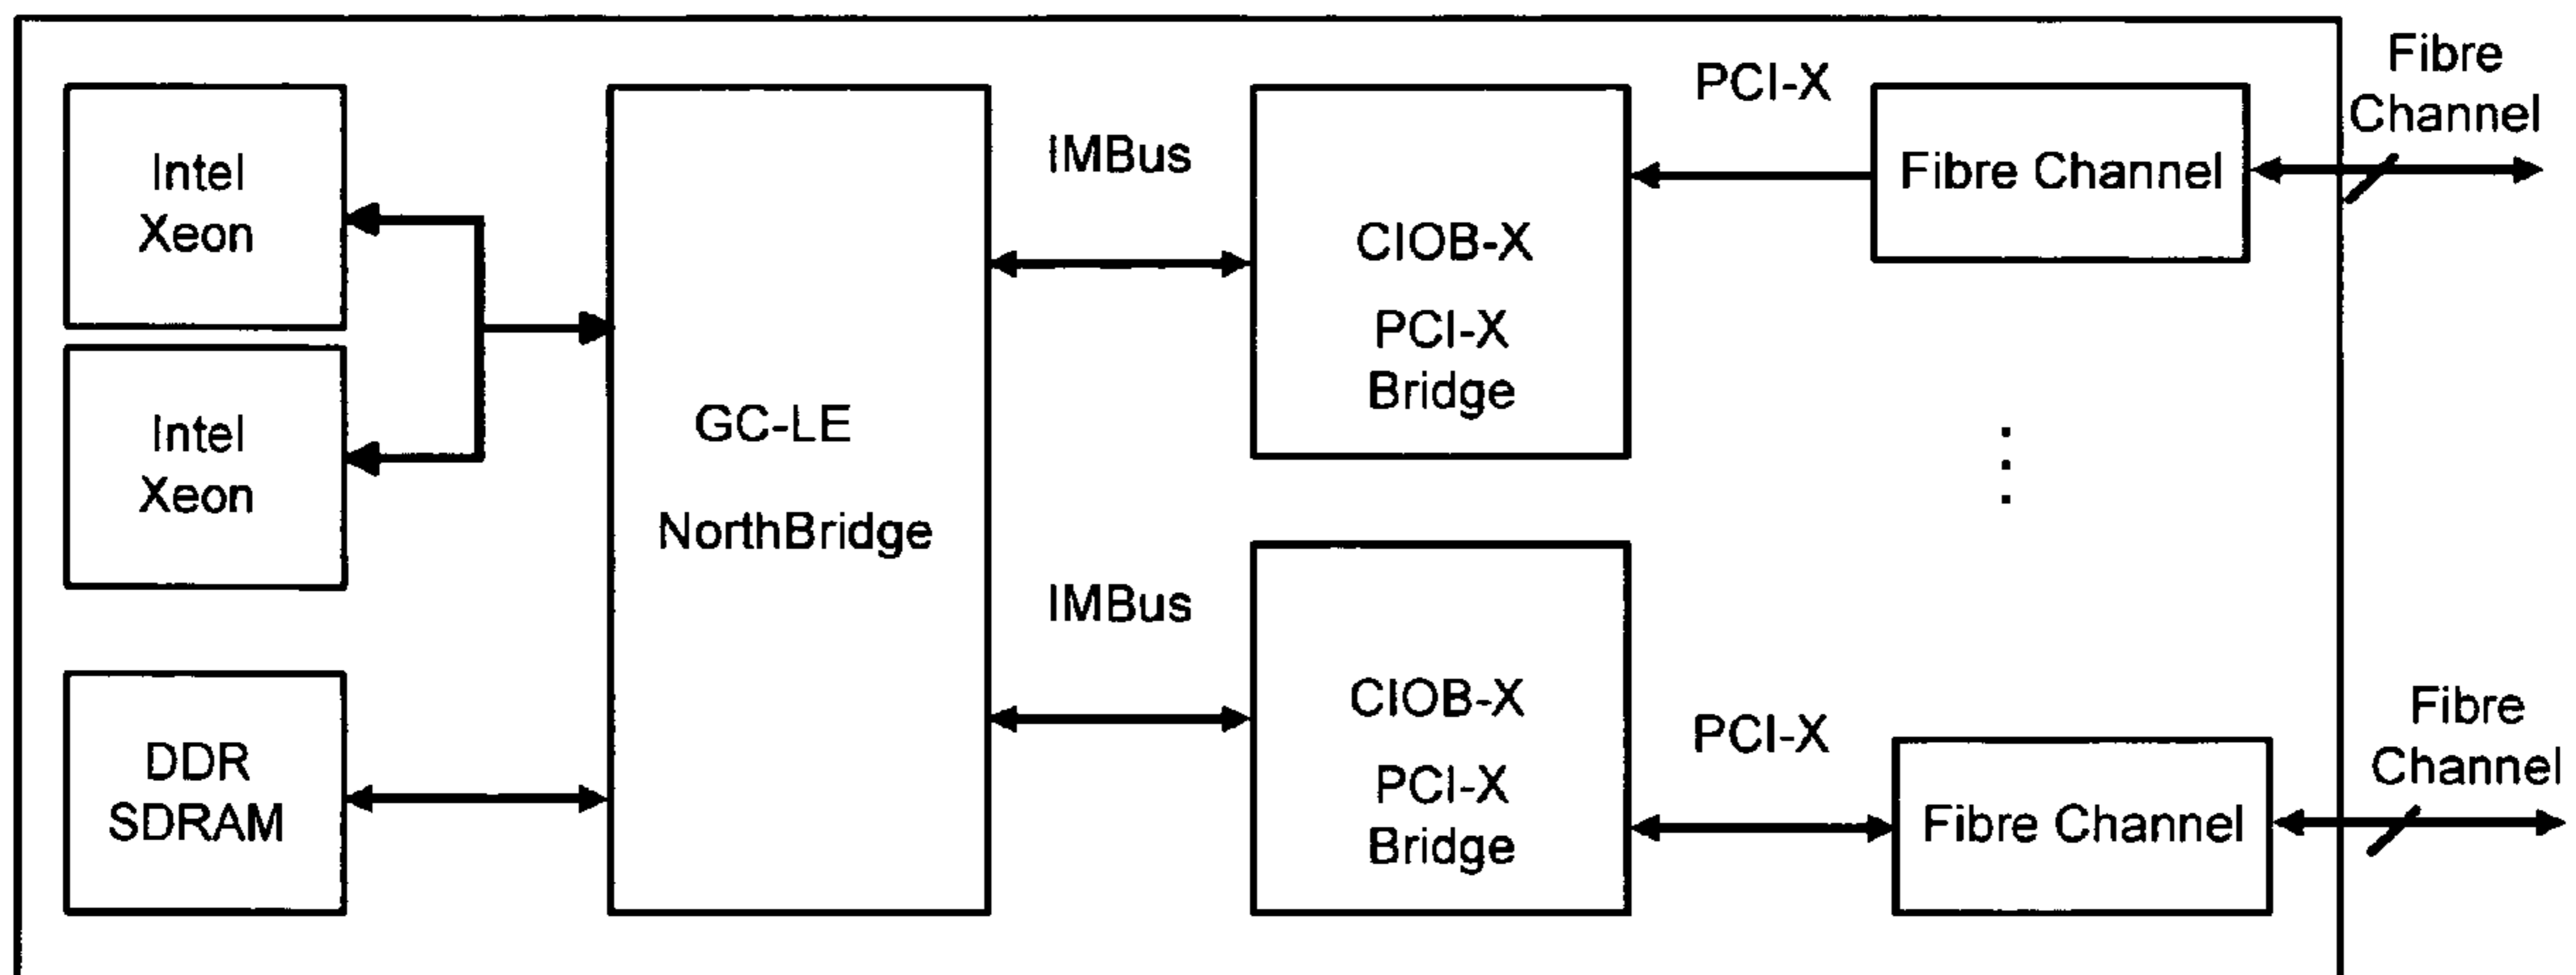 Intel
Xeon
Intel
Xeon
DDR
SDRAM
GC-LE
NorthBridge
IMBus
IMBus
CIOB-X
PCI-X
Bridge
CIOB-X
PCI-X
Bridge
PCI-X
Fibre Channel
Fibre
Channel
PCI-X
Fibre Channel
Fibre
Channel